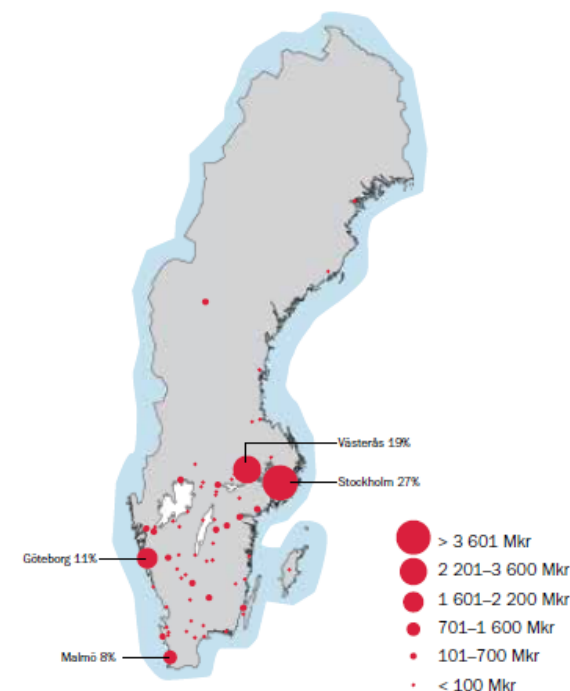 Västerås 19%
Stockholm 27%
Göteborg 11%
Malmö 8%
> 3 601 Mkr
2 201–3 600 Mkr
1 601–2 200 Mkr
701–1 600 Mkr
101–700 Mkr
< 100 Mkr